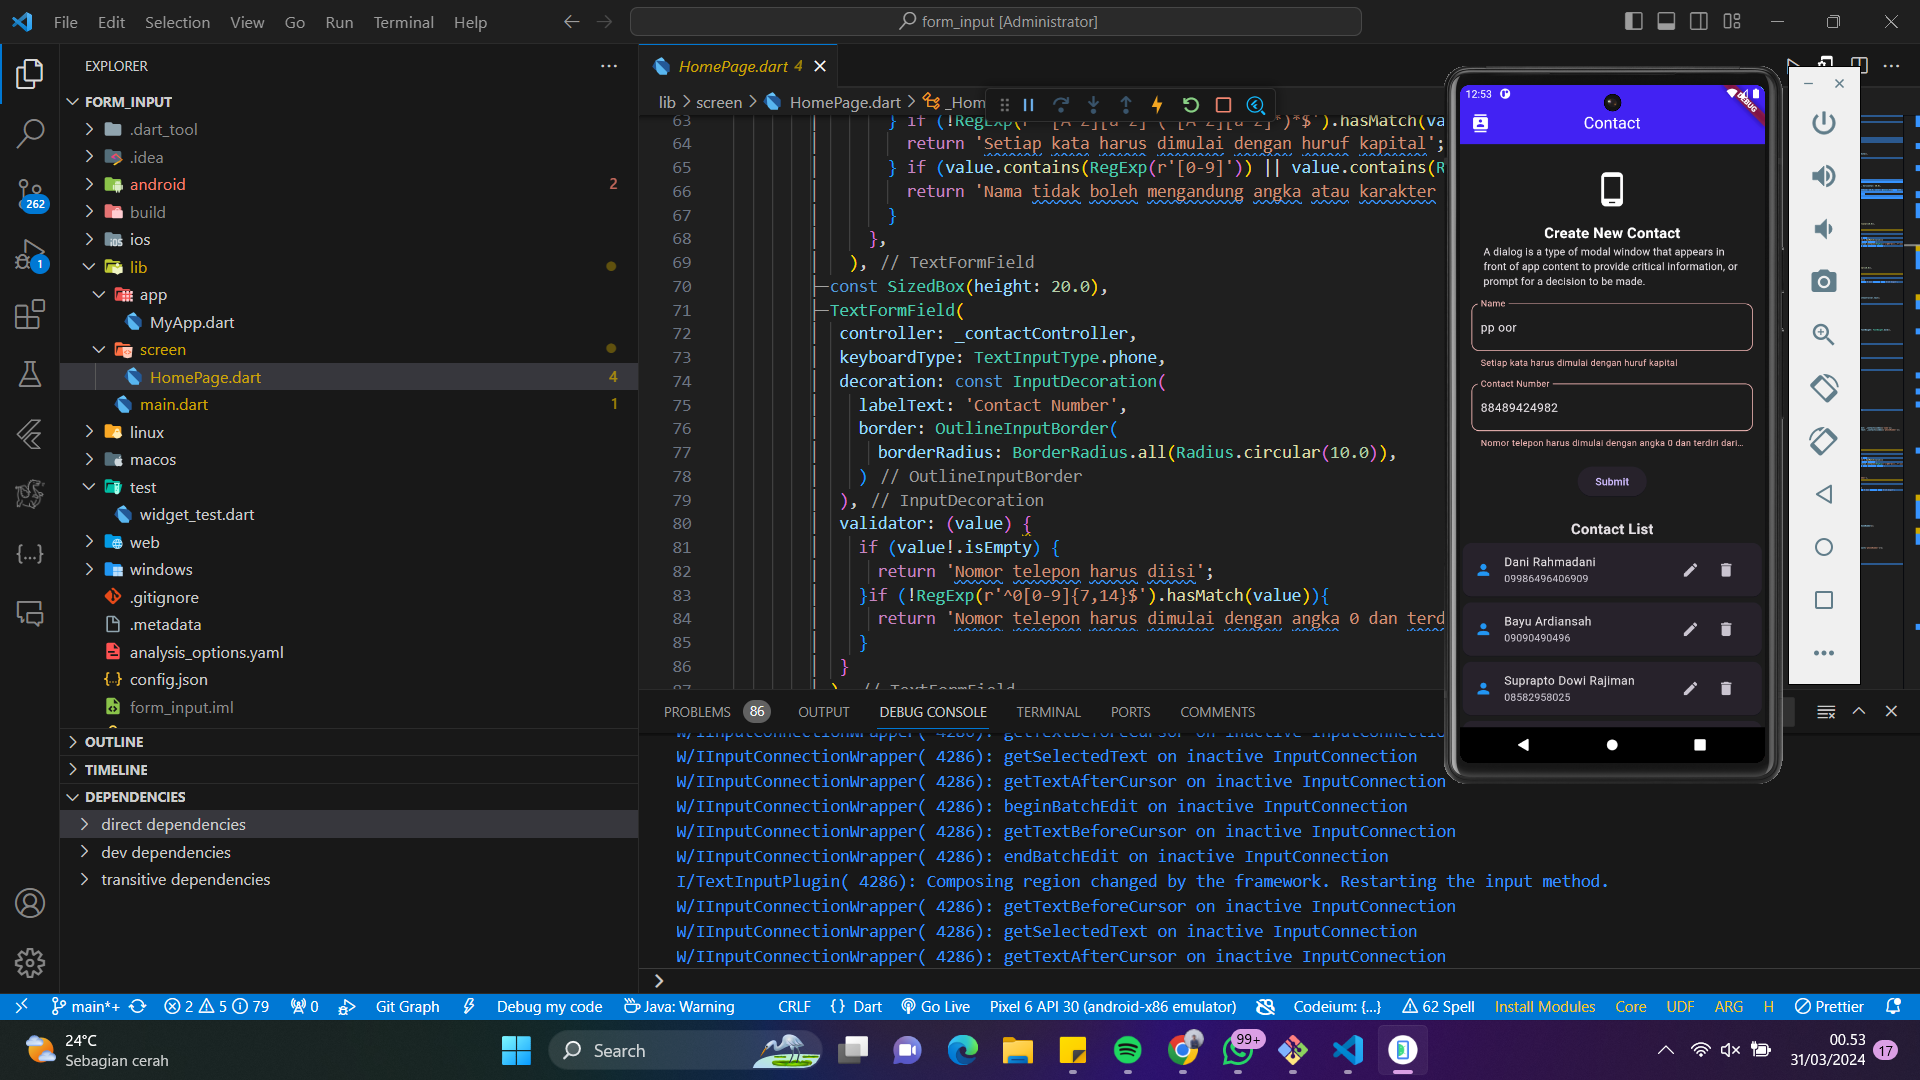 File Edit Selection View Go Run Terminal Help
form_input [Administrator]
EXPLORER
FORM_INPUT
.dart_tool
.idea
android 2
build
ios
lib
app
MyApp.dart
screen
HomePage.dart 4
main.dart 1
linux
macos
test
widget_test.dart
web
windows
.gitignore
.metadata
analysis_options.yaml
config.json
form_input.iml
OUTLINE
TIMELINE
DEPENDENCIES
direct dependencies
dev dependencies
transitive dependencies
262
1
HomePage.dart 4
lib > screen > HomePage.dart > _Hom
63
64 return 'Setiap kata harus dimulai dengan huruf kapital';
65 } if (value.contains(RegExp(r'[0-9]')) || value.contains(R
66 return 'Nama tidak boleh mengandung angka atau karakter
67 }
68 },
69 ), // TextFormField
70 const SizedBox(height: 20.0),
71 TextFormField(
72 controller: _contactController,
73 keyboardType: TextInputType.phone,
74 decoration: const InputDecoration(
75 labelText: 'Contact Number',
76 border: OutlineInputBorder(
77 borderRadius: BorderRadius.all(Radius.circular(10.0)),
78 ) // OutlineInputBorder
79 ), // InputDecoration
80 validator: (value) {
81 if (value!.isEmpty) {
82 return 'Nomor telepon harus diisi';
83 }if (!RegExp(r'^0[0-9]{7,14}$').hasMatch(value)){
84 return 'Nomor telepon harus dimulai dengan angka 0 dan terd
85 }
86 }
87 ), // TextFormField
PROBLEMS 86 OUTPUT DEBUG CONSOLE TERMINAL PORTS COMMENTS
W/IInputConnectionWrapper( 4286): getTextBeforeCursor on inactive InputConnection
W/IInputConnectionWrapper( 4286): getSelectedText on inactive InputConnection
W/IInputConnectionWrapper( 4286): getTextAfterCursor on inactive InputConnection
W/IInputConnectionWrapper( 4286): beginBatchEdit on inactive InputConnection
W/IInputConnectionWrapper( 4286): getTextBeforeCursor on inactive InputConnection
W/IInputConnectionWrapper( 4286): endBatchEdit on inactive InputConnection
I/TextInputPlugin( 4286): Composing region changed by the framework. Restarting the input method.
W/IInputConnectionWrapper( 4286): getTextBeforeCursor on inactive InputConnection
W/IInputConnectionWrapper( 4286): getSelectedText on inactive InputConnection
W/IInputConnectionWrapper( 4286): getTextAfterCursor on inactive InputConnection
12:53
DEBUG
Contact
Create New Contact
A dialog is a type of modal window that appears in
front of app content to provide critical information, or
prompt for a decision to be made.
Name
pp oor
Setiap kata harus dimulai dengan huruf kapital
Contact Number
88489424982
Nomor telepon harus dimulai dengan angka 0 dan terdiri dari...
Submit
Contact List
Dani Rahmadani
09986496406909
Bayu Ardiansah
09090490496
Suprapto Dowi Rajiman
08582958025
main*+ 2 5 79 0 Git Graph Debug my code Java: Warning CRLF { } Dart Go Live Pixel 6 API 30 (android-x86 emulator) Codeium: {...} 62 Spell Install Modules Core UDF ARG H Prettier
24°C
Sebagian cerah
Search
99+
00.53
31/03/2024
17